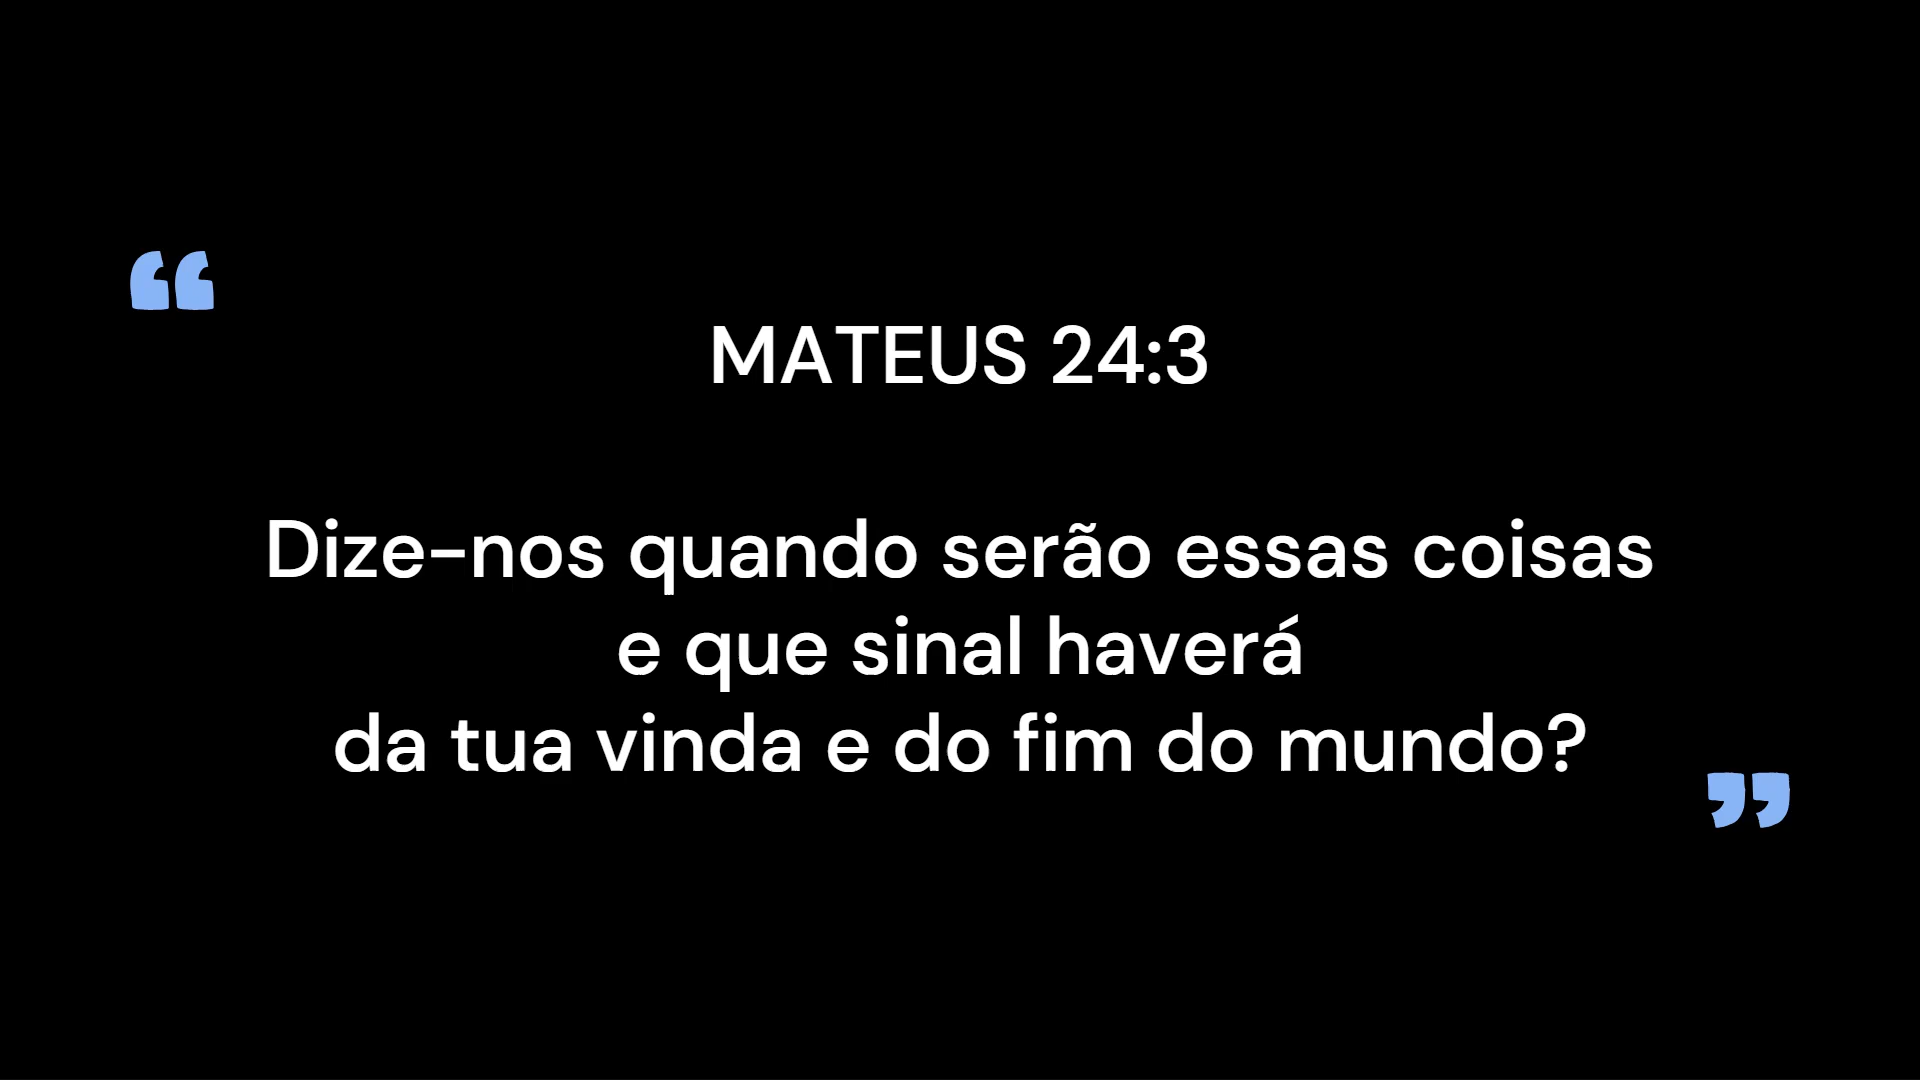 “
MATEUS 24:3
Dize-nos quando serão essas coisas
e que sinal haverá
da tua vinda e do fim do mundo?
”